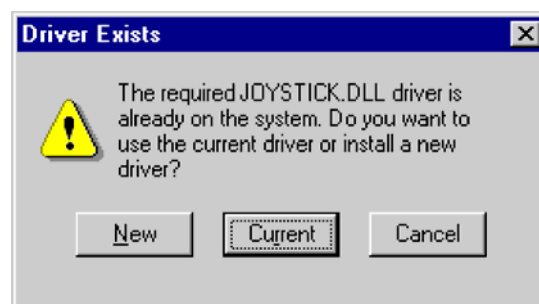 Driver Exists
The required JOYSTICK.DLL driver is
already on the system. Do you want to
use the current driver or install a new
driver?
New Current Cancel